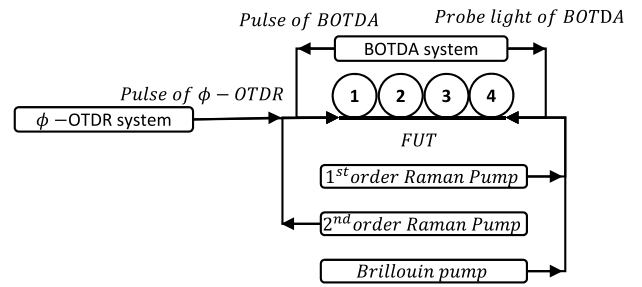 Pulse of BOTDA
Probe light of BOTDA
BOTDA system
Pulse of ϕ − OTDR
1 2 3 4
ϕ −OTDR system
FUT
1st order Raman Pump
2nd order Raman Pump
Brillouin pump